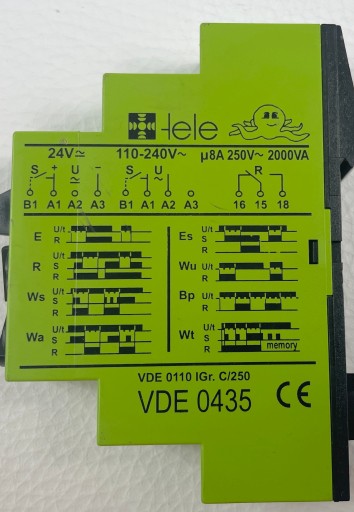 tele
24V≂ 110-240V~ µ8A 250V~ 2000VA
S + U − S U R
≂ ~
B1 A1 A2 A3 B1 A1 A2 A3 16 15 18
E U/t R Es U/t S R
R U/t S R Wu U/t R
Ws U/t S R Bp U/t R
Wa U/t S R Wt U/t S R memory
VDE 0110 IGr. C/250
VDE 0435 CE